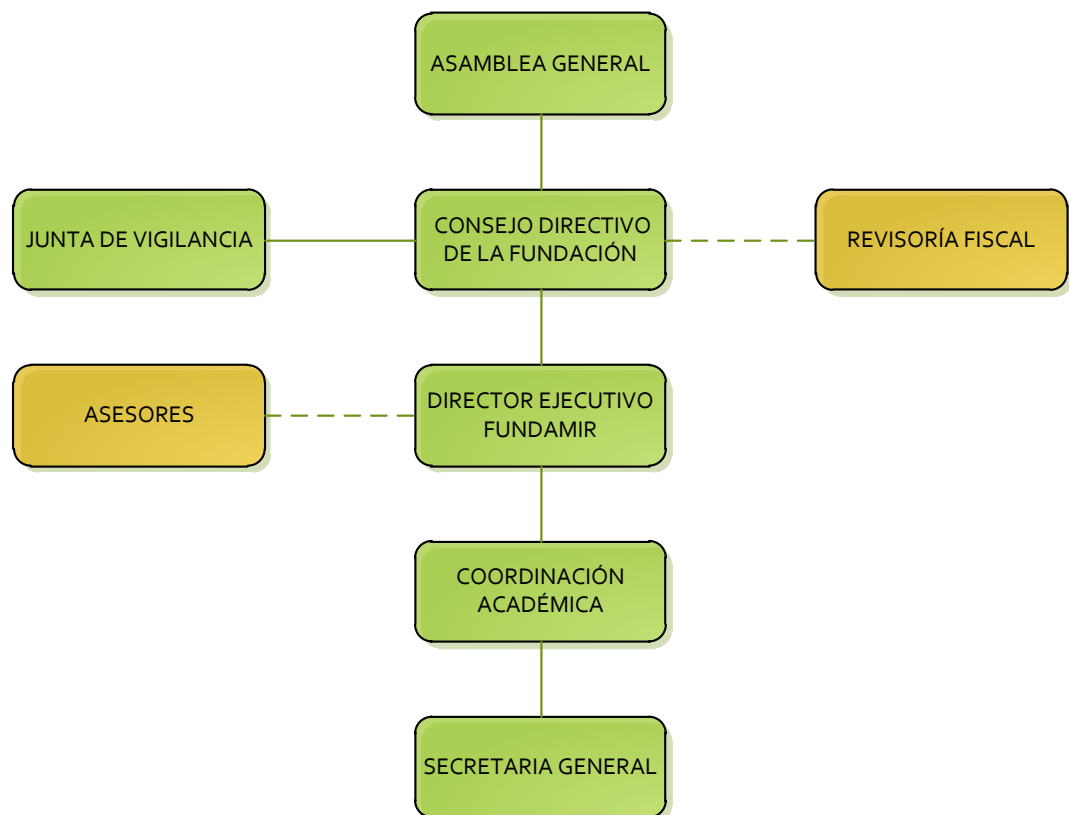 ASAMBLEA GENERAL
JUNTA DE VIGILANCIA
CONSEJO DIRECTIVO
DE LA FUNDACIÓN
REVISORÍA FISCAL
ASESORES
DIRECTOR EJECUTIVO
FUNDAMIR
COORDINACIÓN
ACADÉMICA
SECRETARIA GENERAL